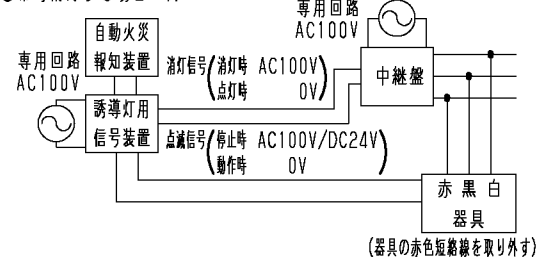 専用回路
AC100V
自動火災
報知装置
専用回路
AC100V
消灯信号(消灯時 AC100V
点灯時 0V)
中継盤
誘導灯用
信号装置
点滅信号(停止時 AC100V/DC24V
動作時 0V)
赤 黒 白
器具
(器具の赤色短絡線を取り外す)